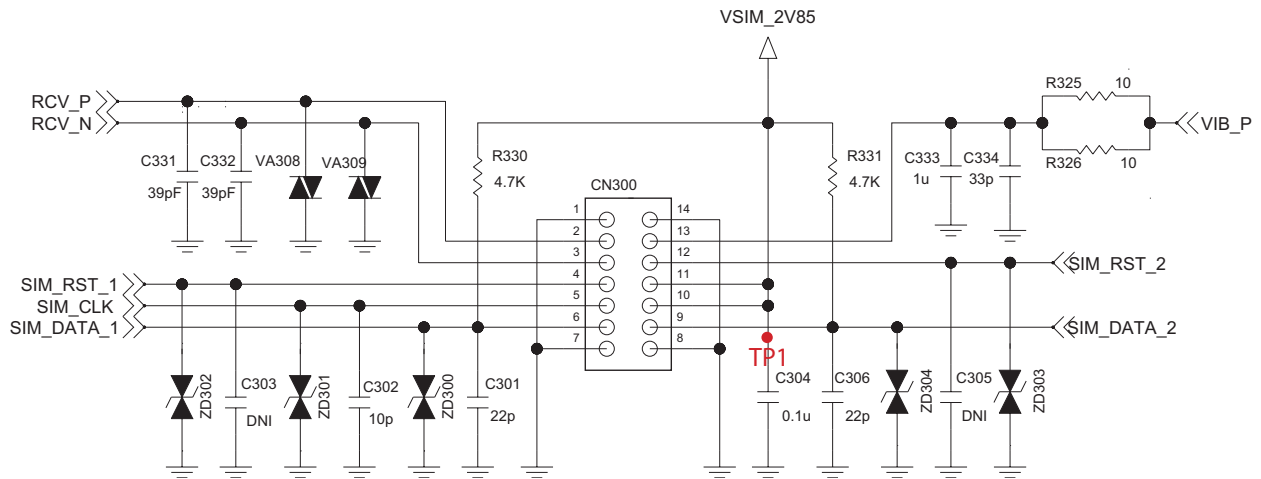 VSIM_2V85
RCV_P
RCV_N
R325 10
VIB_P
R326 10
C331
39pF
C332
39pF
VA308
VA309
R330
4.7K
R331
4.7K
C333
1u
C334
33p
CN300
1
2
3
4
5
6
7
14
13
12
11
10
9
8
SIM_RST_1
SIM_CLK
SIM_DATA_1
SIM_RST_2
SIM_DATA_2
TP1
ZD302
C303
DNI
ZD301
C302
10p
ZD300
C301
22p
C304
0.1u
C306
22p
ZD304
C305
DNI
ZD303